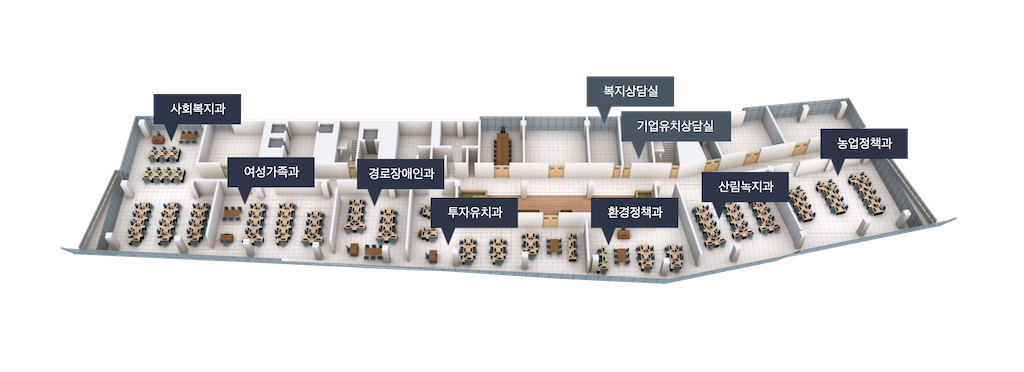 복지상담실
사회복지과
기업유치상담실
농업정책과
여성가족과
경로장애인과
산림녹지과
투자유치과
환경정책과